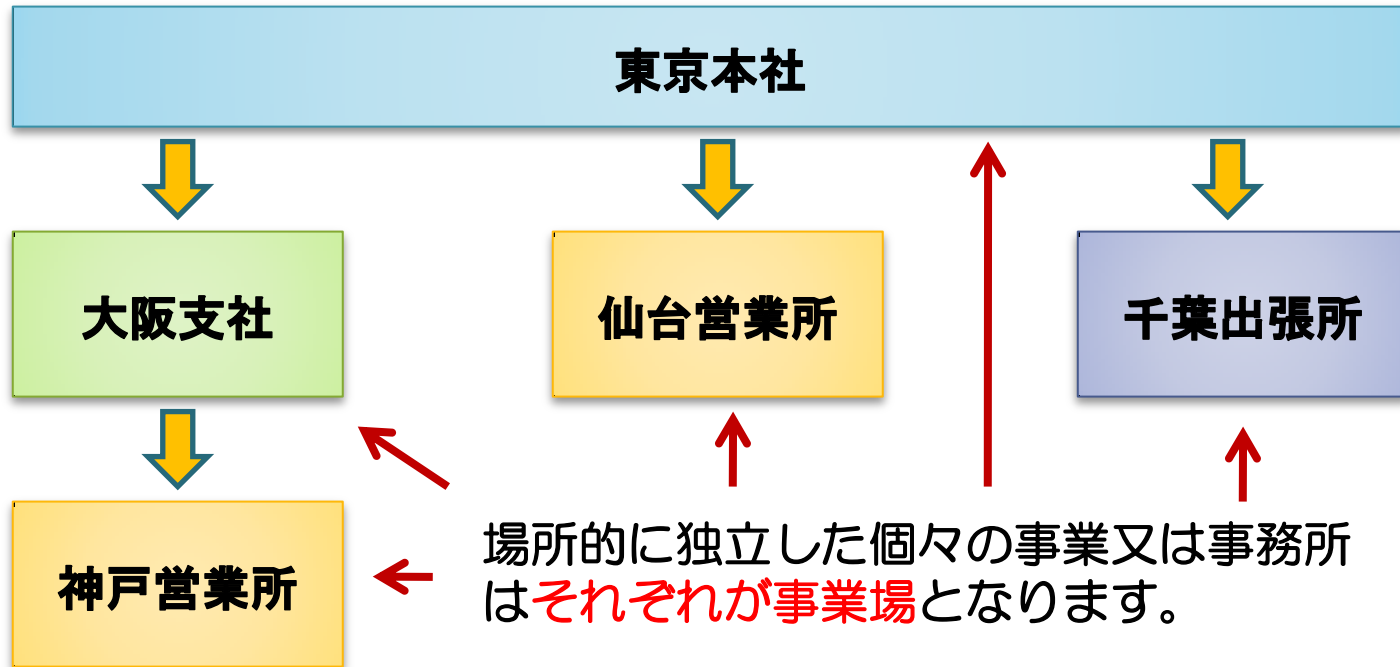 東京本社
大阪支社
仙台営業所
千葉出張所
神戸営業所
場所的に独立した個々の事業又は事務所
はそれぞれが事業場となります。